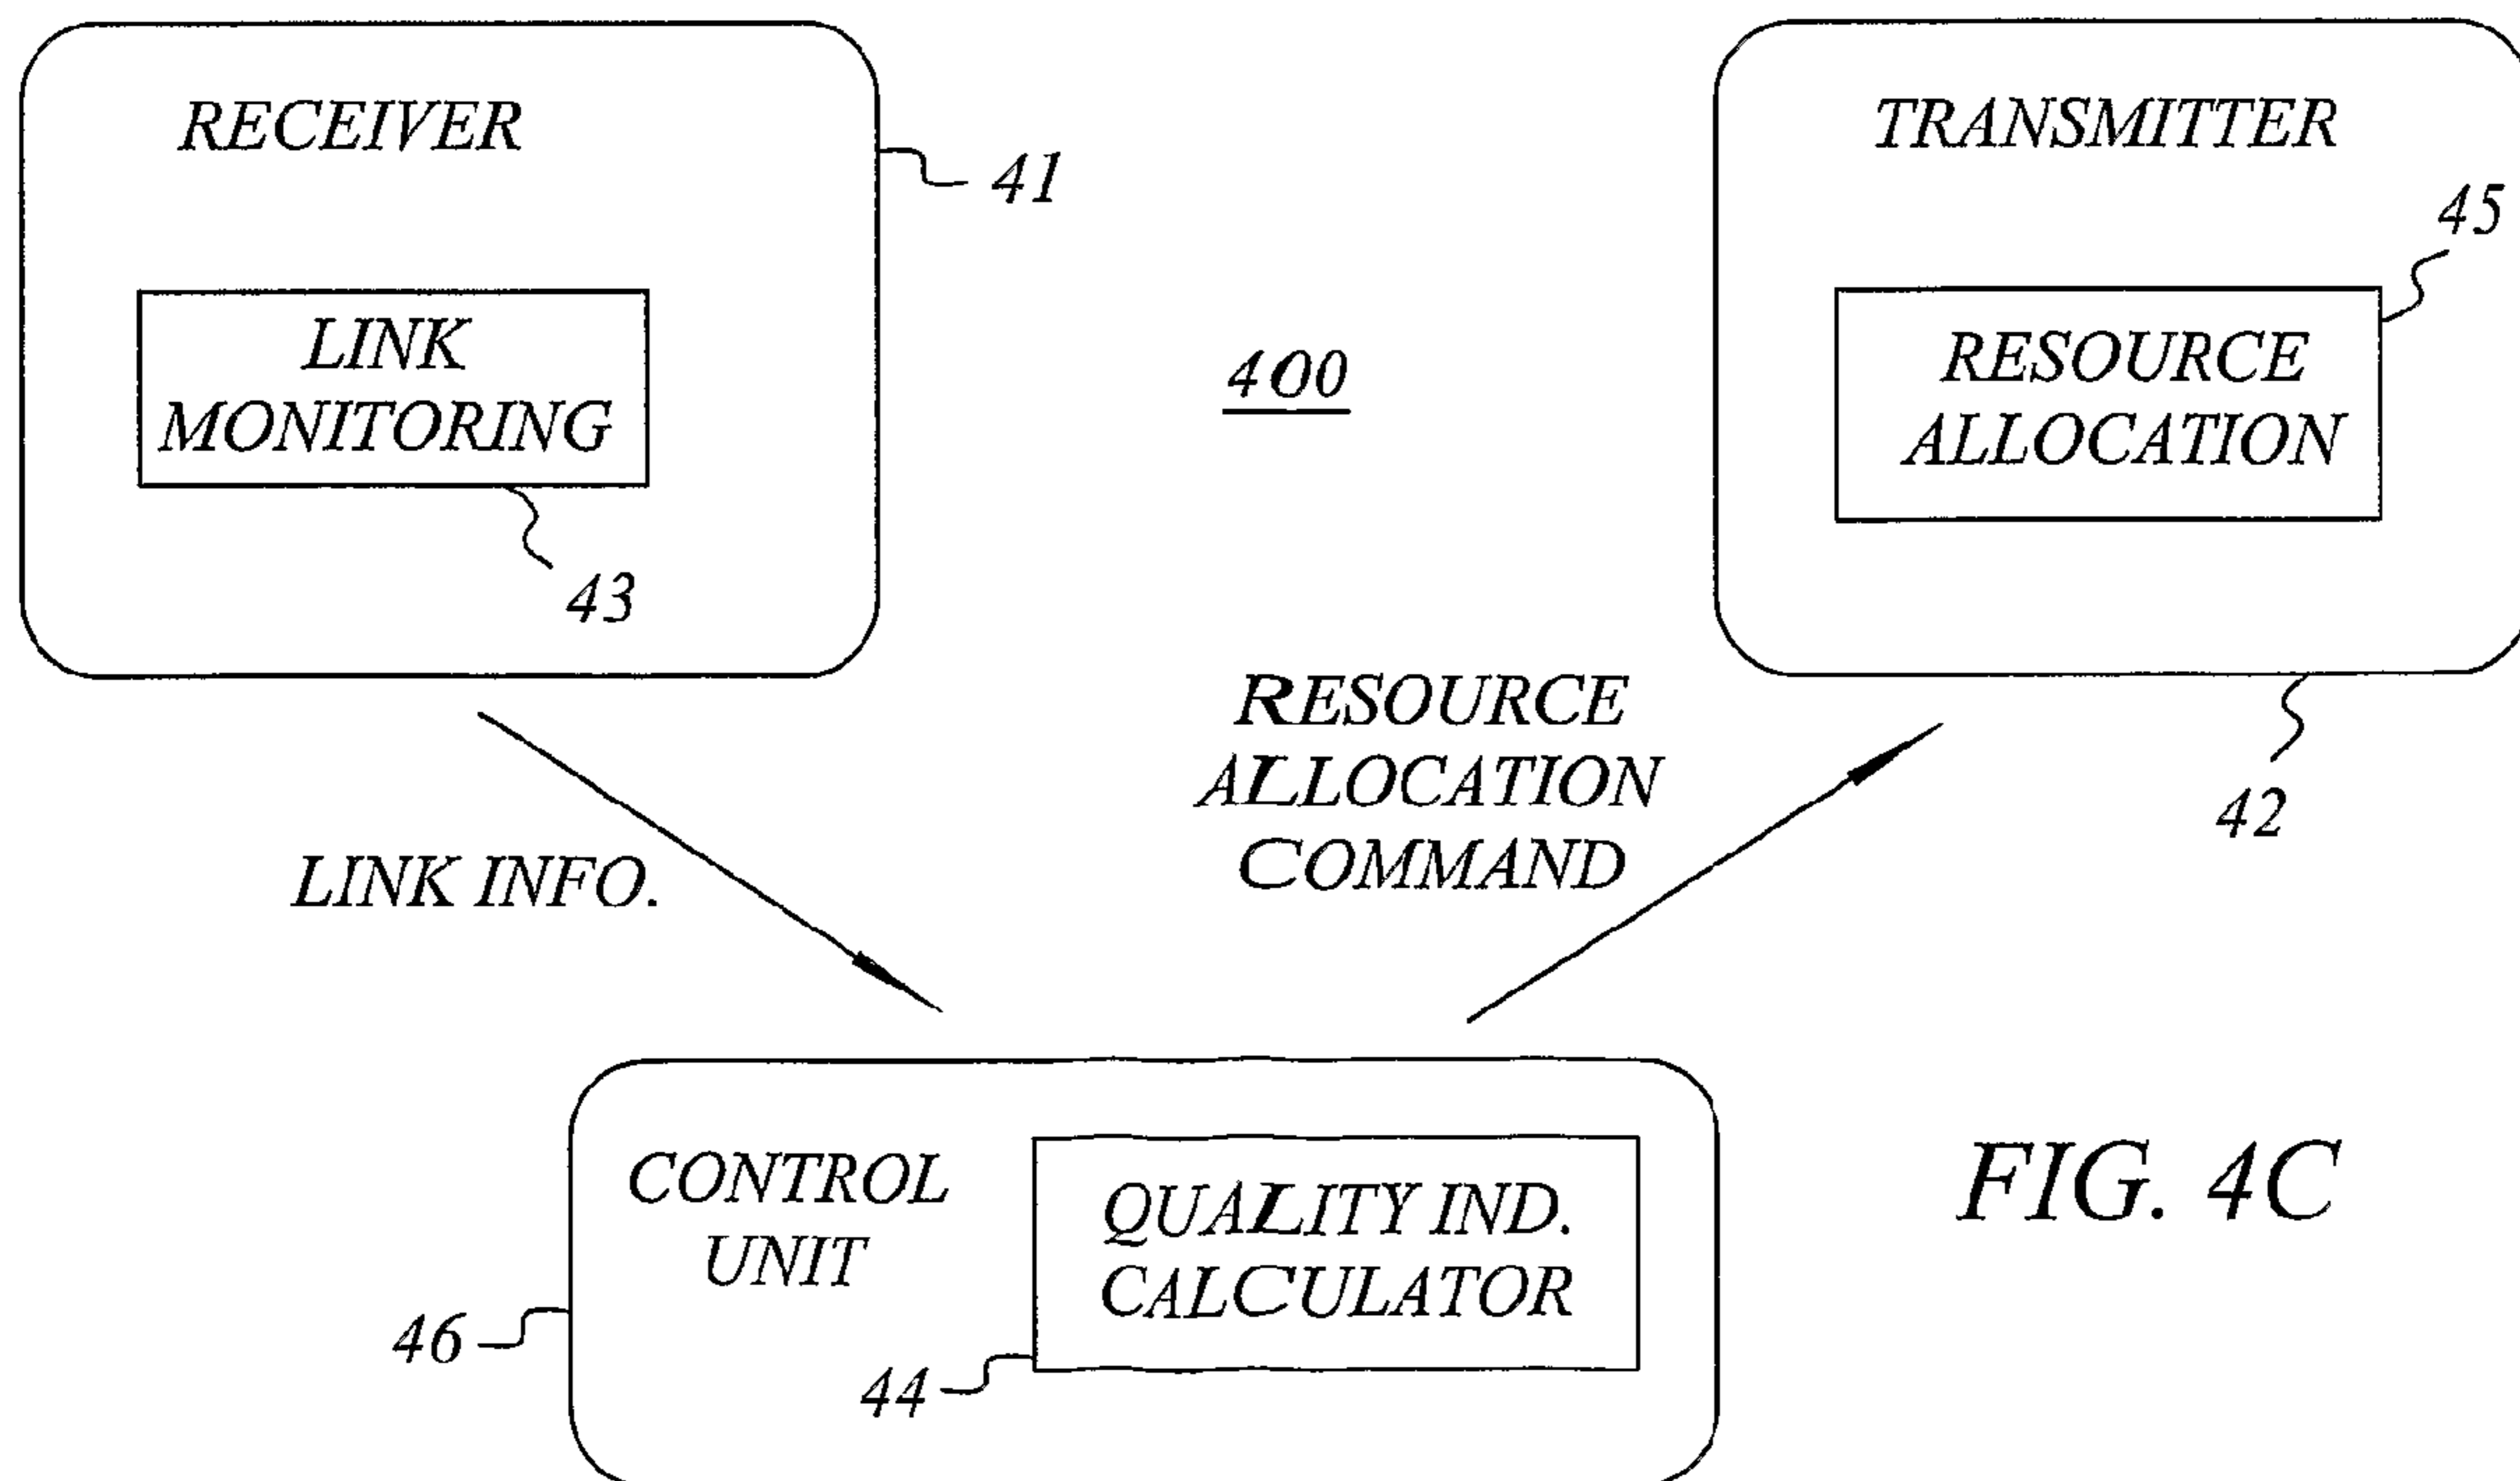 RECEIVER
41
LINK
MONITORING
43
400
TRANSMITTER
45
RESOURCE
ALLOCATION
42
LINK INFO.
RESOURCE
ALLOCATION
COMMAND
CONTROL
UNIT
46
QUALITY IND.
CALCULATOR
44
FIG. 4C